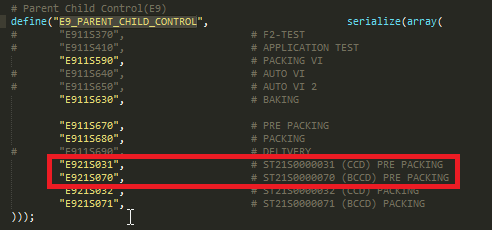 # Parent Child Control(E9)
define("E9_PARENT_CHILD_CONTROL", serialize(array(
# "E911S370", # F2-TEST
# "E911S410", # APPLICATION TEST
"E911S590", # PACKING VI
# "E911S640", # AUTO VI
# "E911S650", # AUTO VI 2
"E911S630", # BAKING
"E911S670", # PRE PACKING
"E911S680", # PACKING
# "E911S690", # DELIVERY
"E921S031", # ST21S0000031 (CCD) PRE PACKING
"E921S070", # ST21S0000070 (BCCD) PRE PACKING
"E921S032", # ST21S0000032 (CCD) PACKING
"E921S071", # ST21S0000071 (BCCD) PACKING
)));